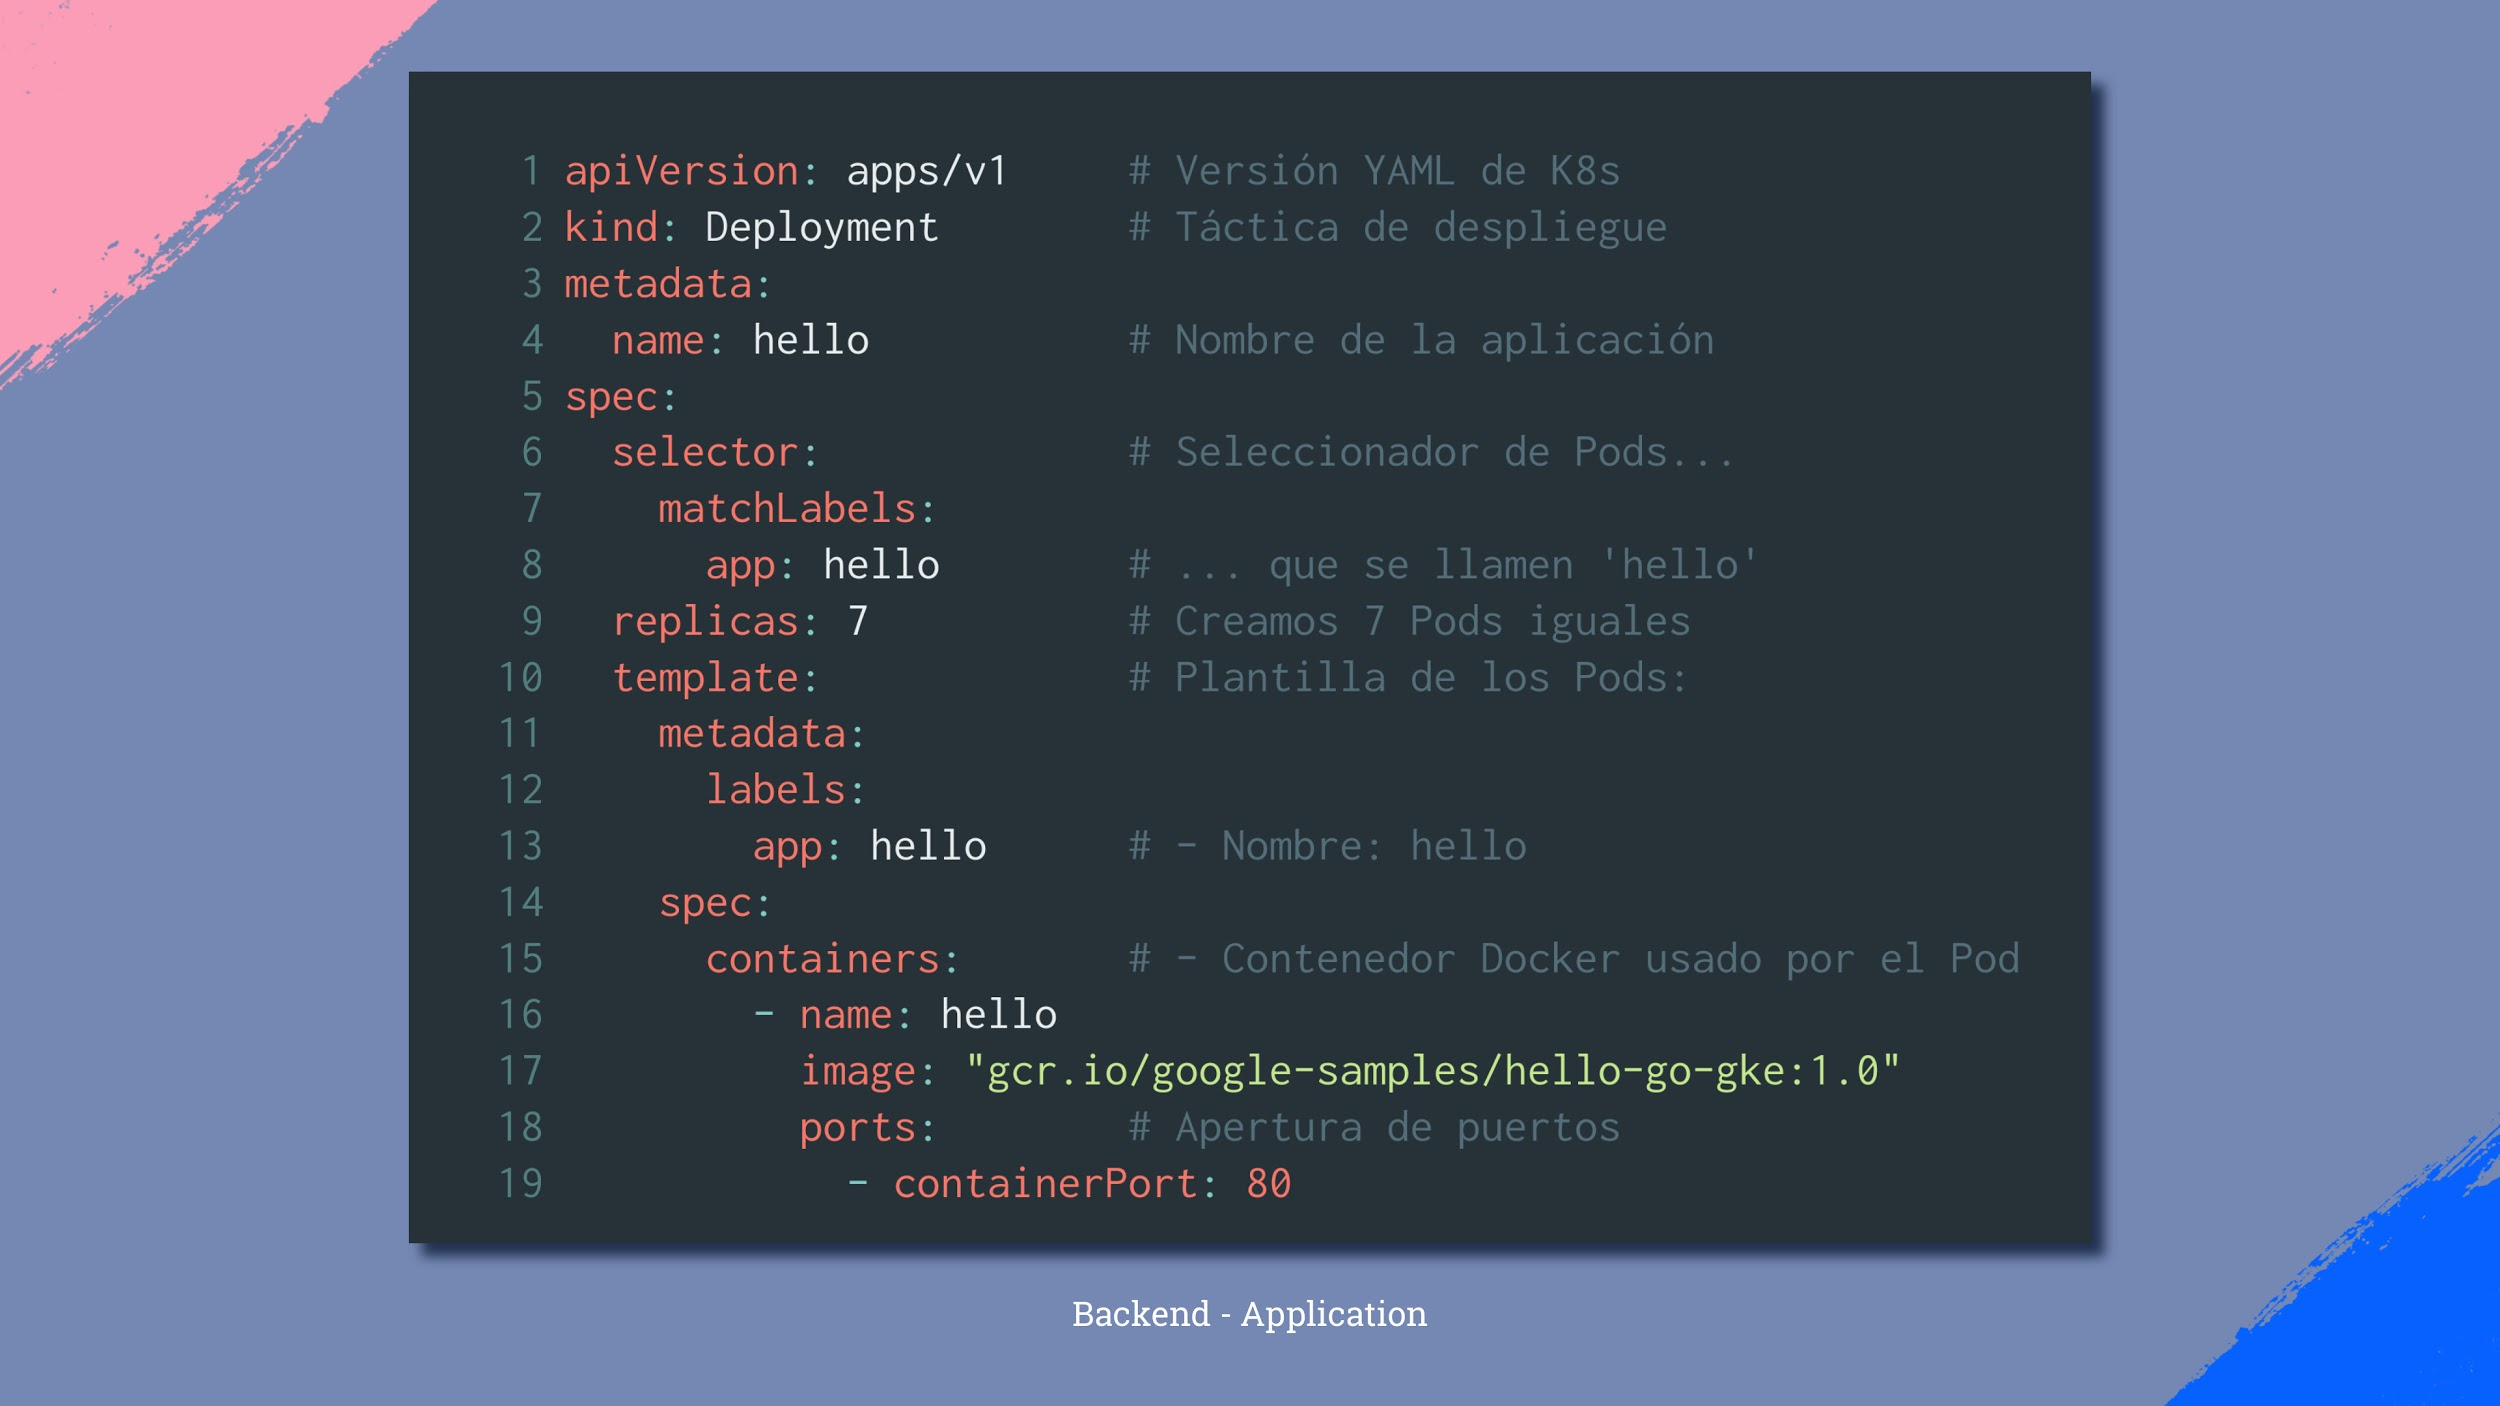 1 apiVersion: apps/v1 # Versión YAML de K8s
2 kind: Deployment # Táctica de despliegue
3 metadata:
4 name: hello # Nombre de la aplicación
5 spec:
6 selector: # Seleccionador de Pods...
7 matchLabels:
8 app: hello # ... que se llamen 'hello'
9 replicas: 7 # Creamos 7 Pods iguales
10 template: # Plantilla de los Pods:
11 metadata:
12 labels:
13 app: hello # - Nombre: hello
14 spec:
15 containers: # - Contenedor Docker usado por el Pod
16 - name: hello
17 image: "gcr.io/google-samples/hello-go-gke:1.0"
18 ports: # Apertura de puertos
19 - containerPort: 80
Backend - Application